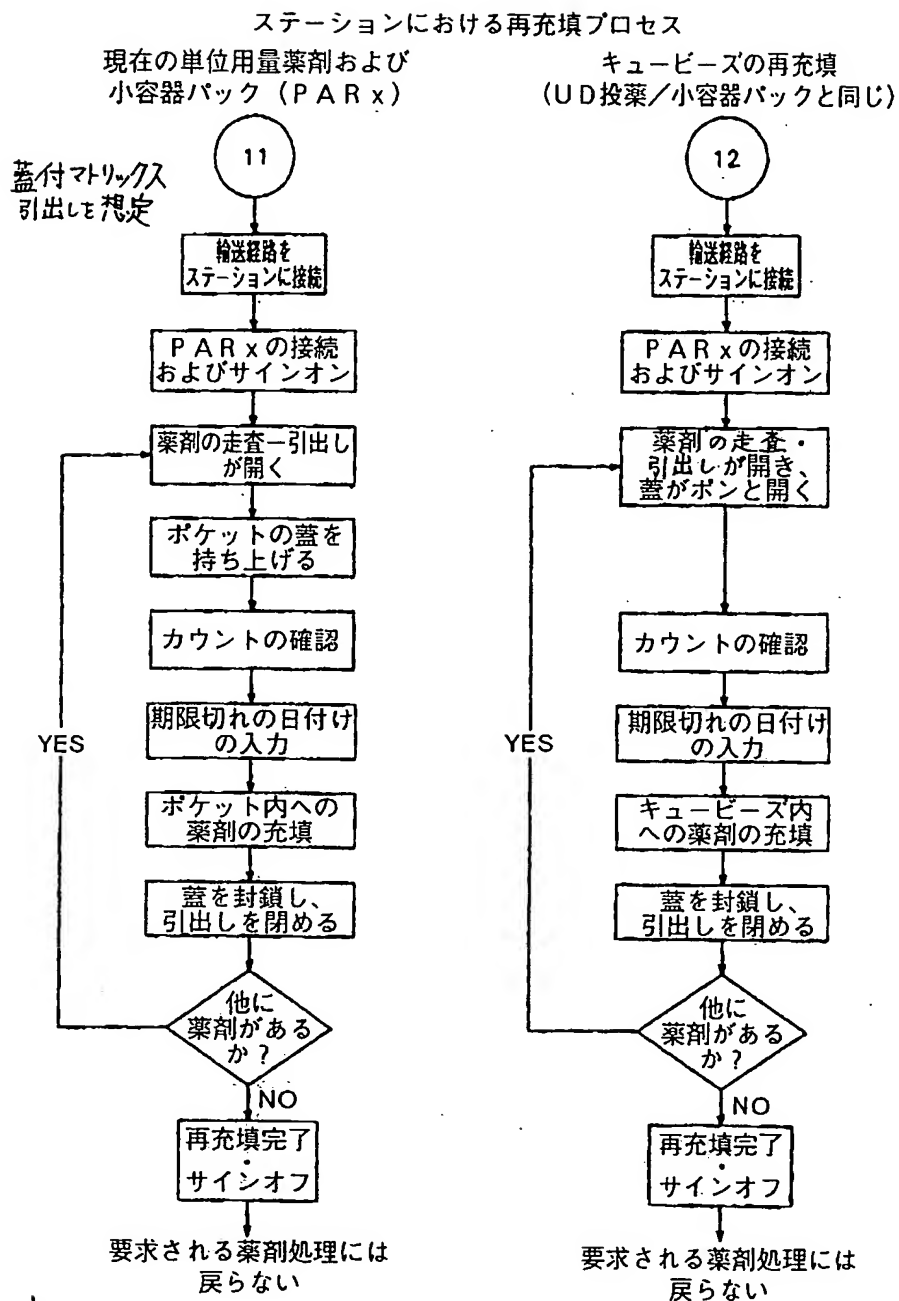 ステーションにおける再充填プロセス
現在の単位用量薬剤および
小容器パック（PARx）
11
蓋付マトリックス
引出しを想定
輸送経路を
ステーションに接続
PARxの接続
およびサインオン
薬剤の走査－引出し
が開く
ポケットの蓋を
持ち上げる
カウントの確認
期限切れの日付け
の入力
YES
ポケット内への
薬剤の充填
蓋を封鎖し、
引出しを閉める
他に
薬剤がある
か？
NO
再充填完了
・
サインオフ
要求される薬剤処理には
戻らない
キュービーズの再充填
（UD投薬／小容器パックと同じ）
12
輸送経路を
ステーションに接続
PARxの接続
およびサインオン
薬剤の走査・
引出しが開き、
蓋がポンと開く
カウントの確認
期限切れの日付け
の入力
YES
キュービーズ内
への薬剤の充填
蓋を封鎖し、
引出しを閉める
他に
薬剤がある
か？
NO
再充填完了
・
サインオフ
要求される薬剤処理には
戻らない